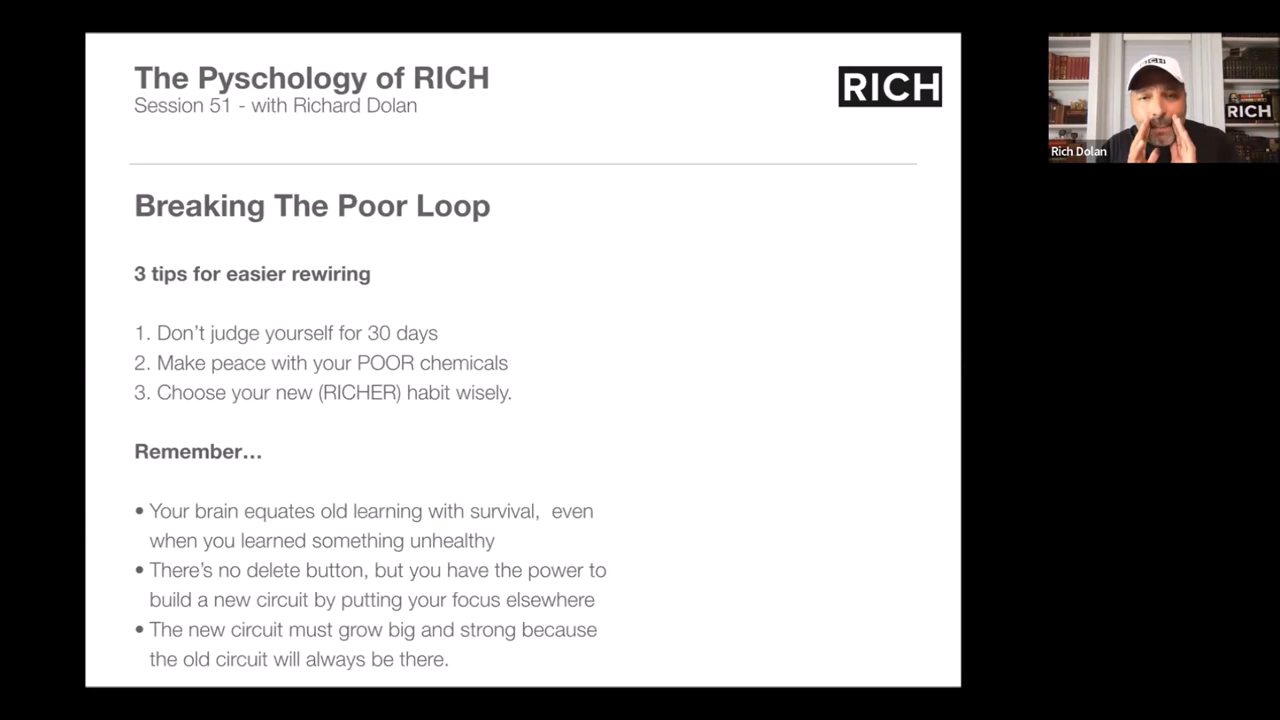 The Pyschology of RICH
Session 51 - with Richard Dolan
RICH
Breaking The Poor Loop
3 tips for easier rewiring
1. Don't judge yourself for 30 days
2. Make peace with your POOR chemicals
3. Choose your new (RICHER) habit wisely.
Remember…
• Your brain equates old learning with survival,  even
when you learned something unhealthy
• There's no delete button, but you have the power to
build a new circuit by putting your focus elsewhere
• The new circuit must grow big and strong because
the old circuit will always be there.
RICH
RICH
Rich Dolan